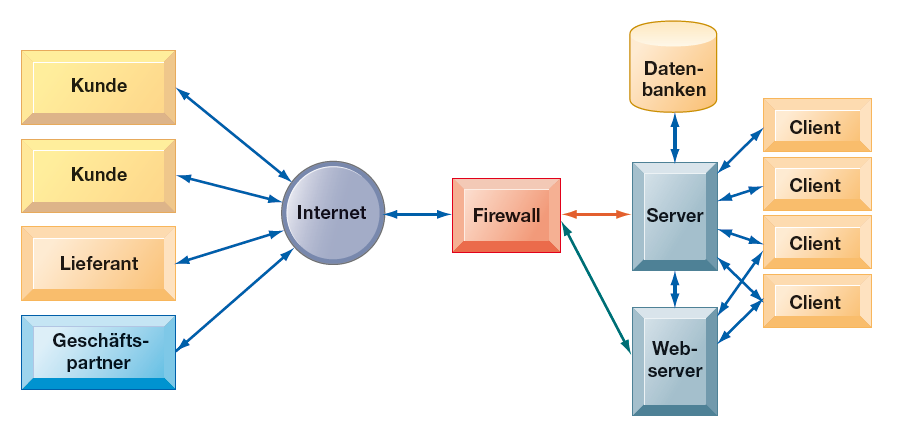 Kunde
Kunde
Lieferant
Geschäfts-
partner
Internet
Firewall
Daten-
banken
Server
Web-
server
Client
Client
Client
Client